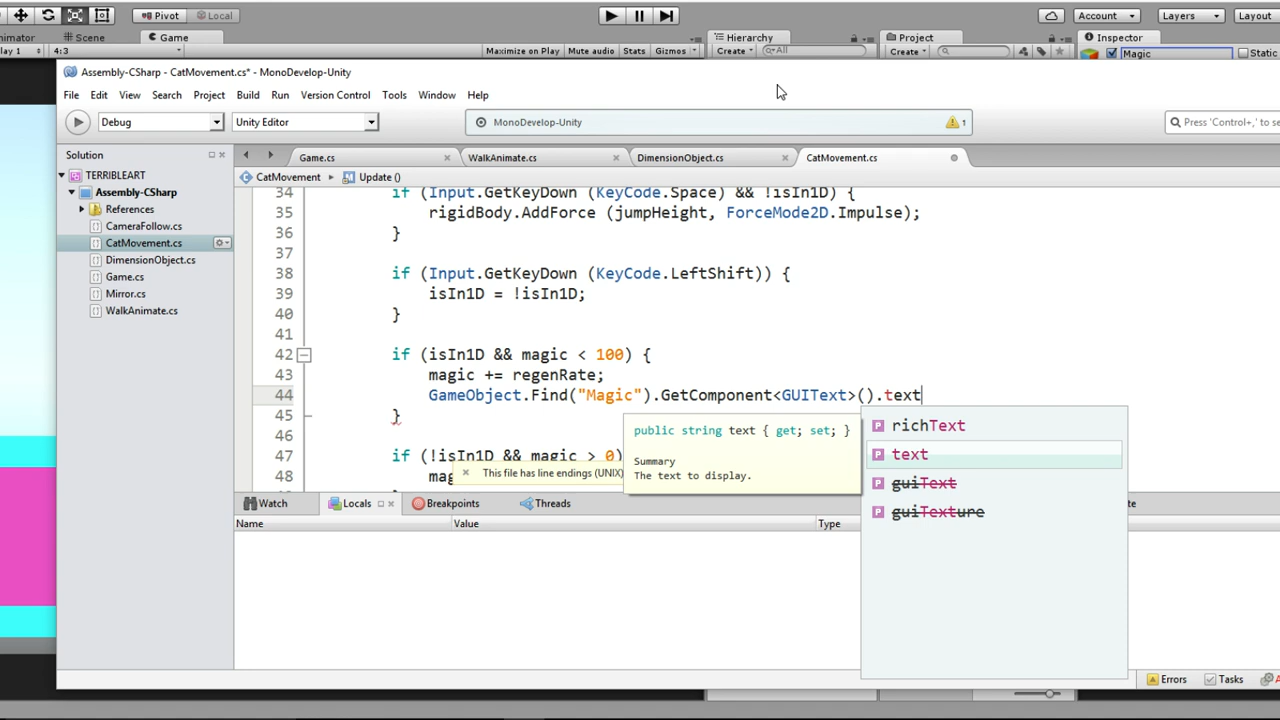 Pivot Local Account Layers Layout
nimator Scene Game Hierarchy Project Inspector
play 1 4:3 Maximize on Play Mute audio Stats Gizmos Create All Create Magic Static
Assembly-CSharp - CatMovement.cs* - MonoDevelop-Unity
File Edit View Search Project Build Run Version Control Tools Window Help
Debug Unity Editor MonoDevelop-Unity 1 Press 'Control+,' to se
Solution Game.cs WalkAnimate.cs DimensionObject.cs CatMovement.cs
TERRIBLEART CatMovement Update ()
Assembly-CSharp
References
CameraFollow.cs
CatMovement.cs
DimensionObject.cs
Game.cs
Mirror.cs
WalkAnimate.cs
34 if (Input.GetKeyDown (KeyCode.Space) && !isIn1D) {
35 rigidBody.AddForce (jumpHeight, ForceMode2D.Impulse);
36 }
37
38 if (Input.GetKeyDown (KeyCode.LeftShift)) {
39 isIn1D = !isIn1D;
40 }
41
42 if (isIn1D && magic < 100) {
43 magic += regenRate;
44 GameObject.Find("Magic").GetComponent<GUIText>().text
45 }
46
47 if (!isIn1D && magic > 0)
48 mag
public string text { get; set; }
Summary
The text to display.
richText
text
guiText
guiTexture
This file has line endings (UNIX)
Watch Locals Breakpoints Threads
Name Value Type
Errors Tasks